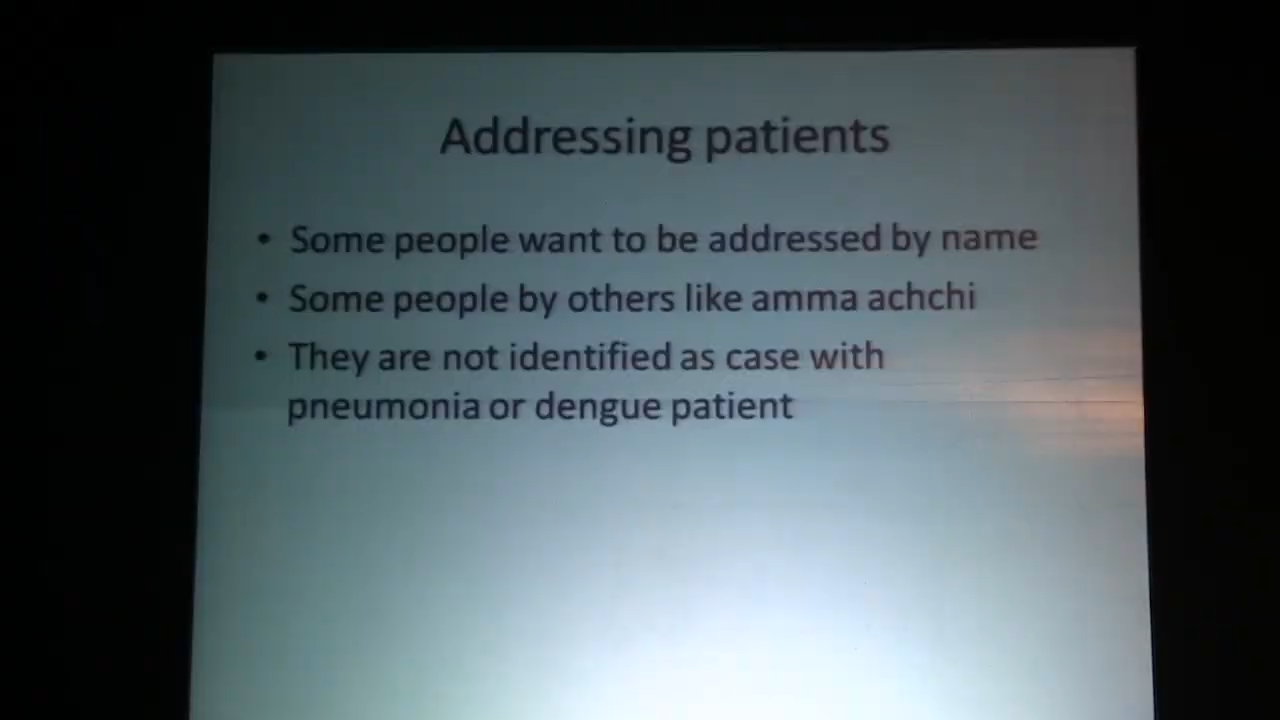 Addressing patients
• Some people want to be addressed by name
• Some people by others like amma achchi
• They are not identified as case with
pneumonia or dengue patient